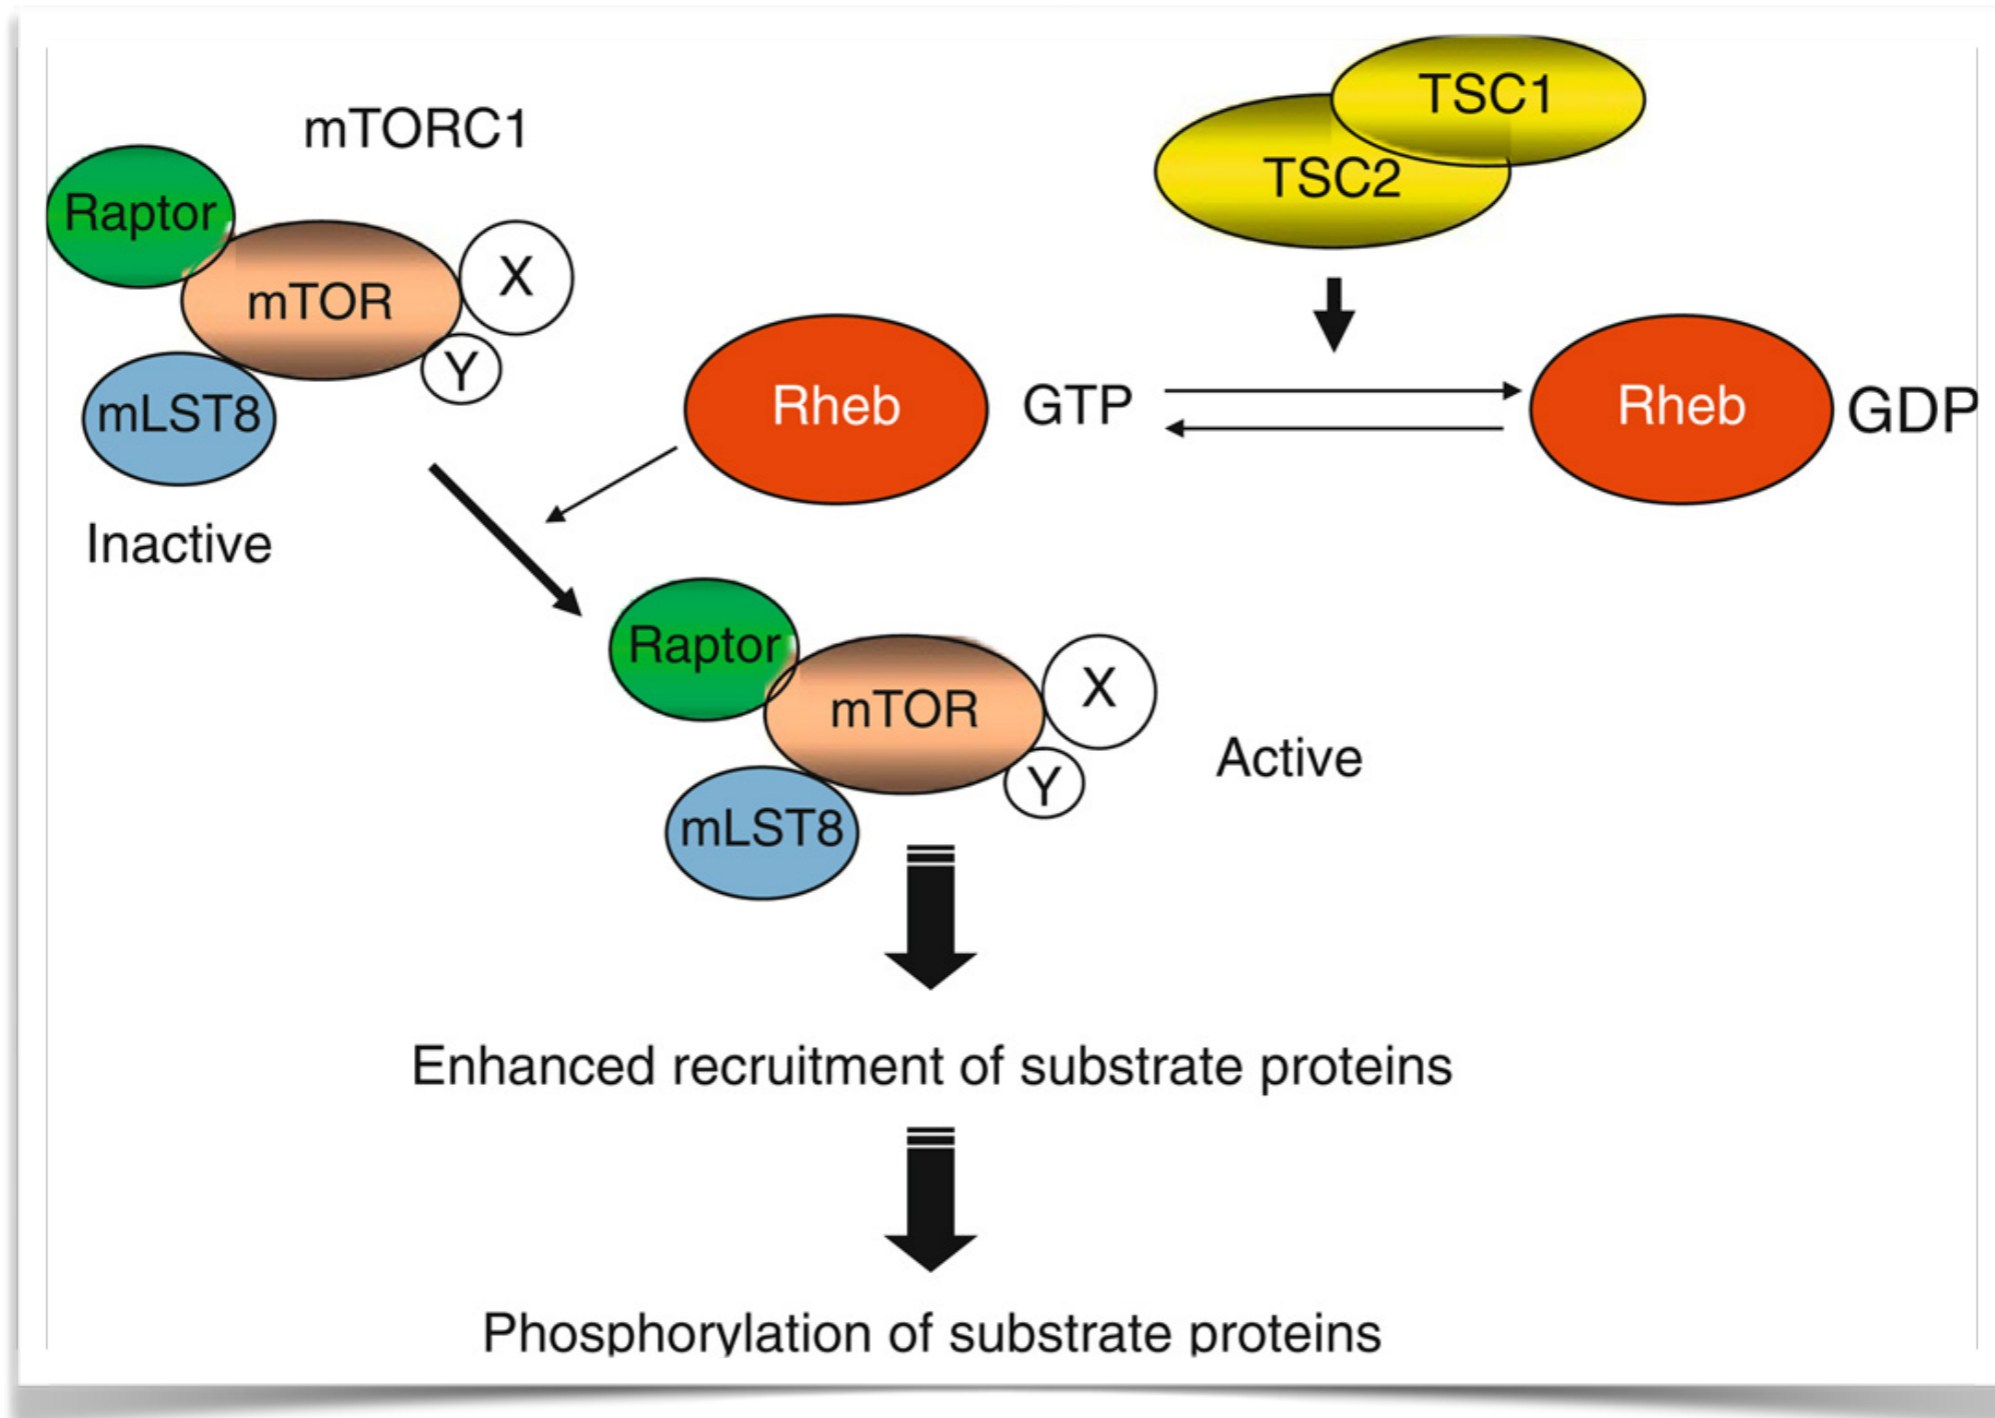 mTORC1
Raptor
mTOR
X
Y
mLST8
Inactive
TSC1
TSC2
Rheb
GTP
Rheb
GDP
Raptor
mTOR
X
Y
mLST8
Active
Enhanced recruitment of substrate proteins
Phosphorylation of substrate proteins